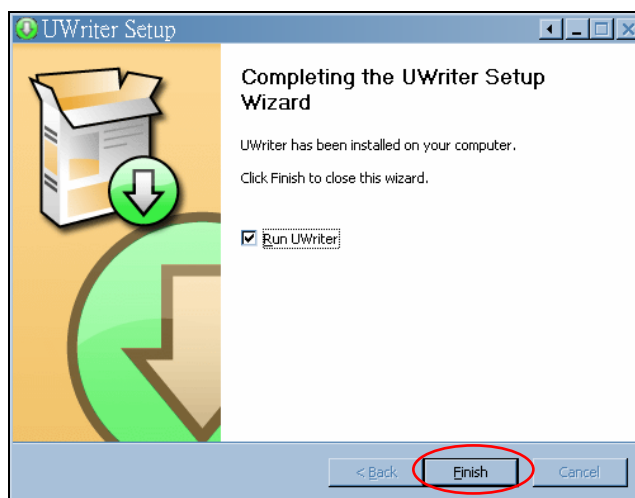 UWriter Setup
Completing the UWriter Setup
Wizard
UWriter has been installed on your computer.
Click Finish to close this wizard.
Run UWriter
< Back
Finish
Cancel